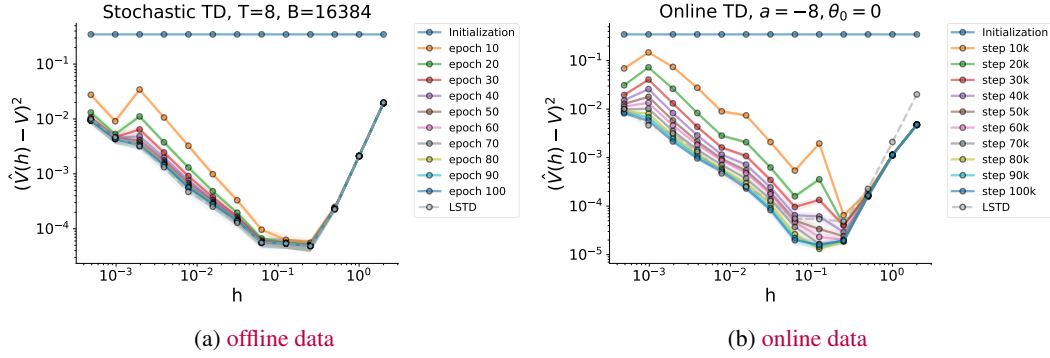 Stochastic TD, T=8, B=16384
(V̂(h) − V)²
10⁻¹
10⁻²
10⁻³
10⁻⁴
10⁻³
10⁻²
10⁻¹
10⁰
h
Initialization
epoch 10
epoch 20
epoch 30
epoch 40
epoch 50
epoch 60
epoch 70
epoch 80
epoch 90
epoch 100
LSTD
(a) offline data
Online TD, a = −8, θ₀ = 0
(V̂(h) − V)²
10⁻¹
10⁻²
10⁻³
10⁻⁴
10⁻⁵
10⁻³
10⁻²
10⁻¹
10⁰
h
Initialization
step 10k
step 20k
step 30k
step 40k
step 50k
step 60k
step 70k
step 80k
step 90k
step 100k
LSTD
(b) online data